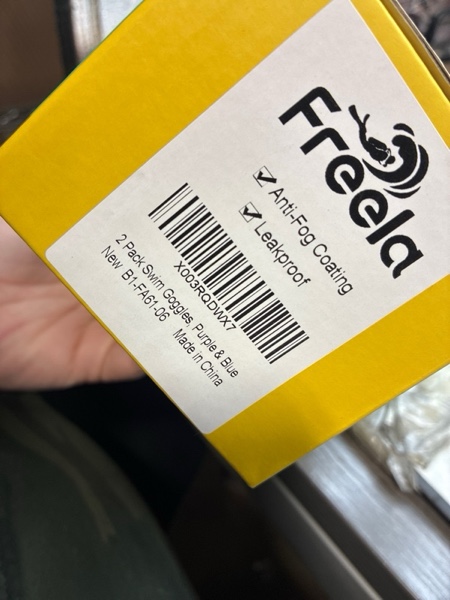 Freela
Anti-Fog Coating
Leakproof
X003RQDWX7
2 Pack Swim Goggles, Purple & Blue
New B1-FA61-06 Made in China